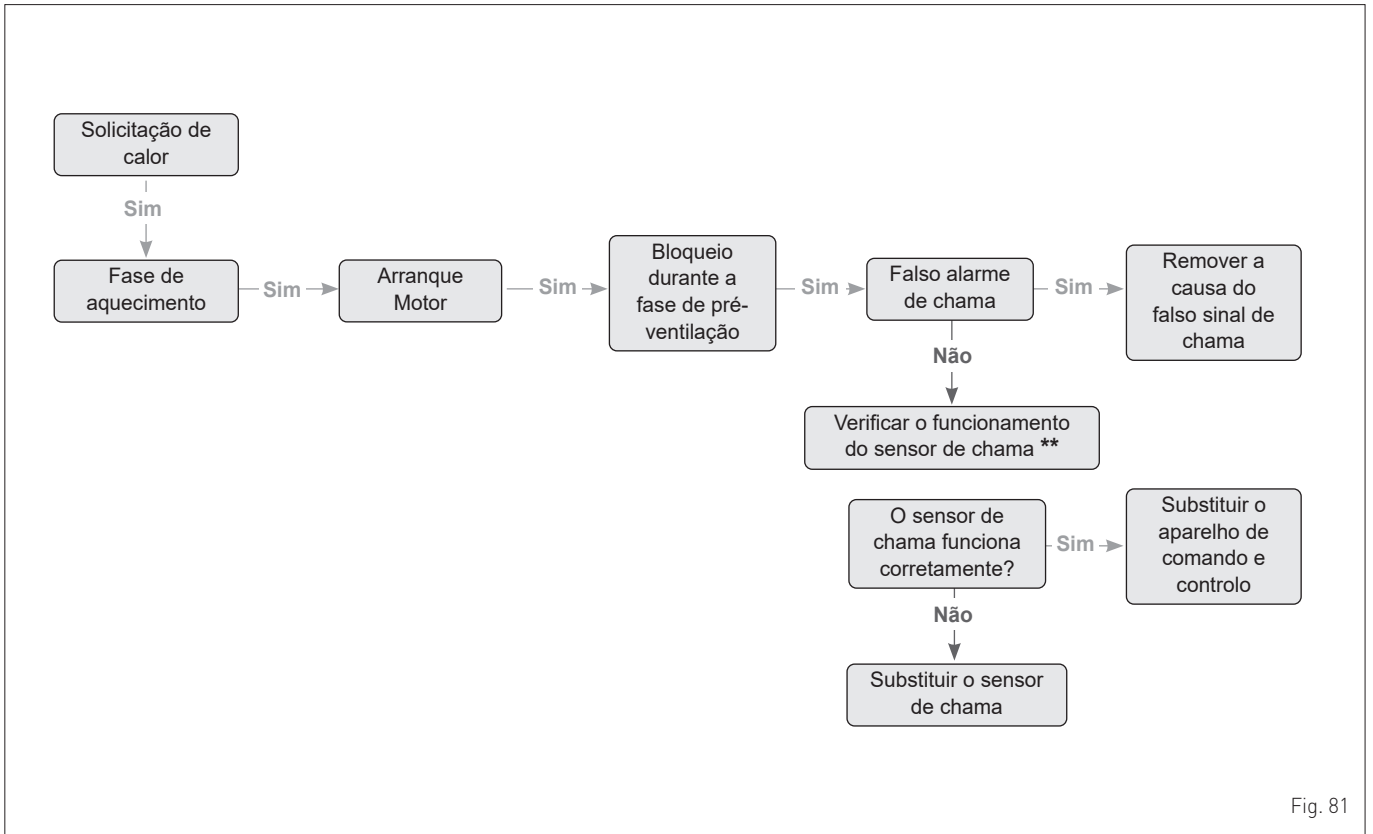 Solicitação de
calor
Sim
Fase de
aquecimento
Sim
Arranque
Motor
Sim
Bloqueio
durante a
fase de pré-
ventilação
Sim
Falso alarme
de chama
Sim
Remover a
causa do
falso sinal de
chama
Não
Verificar o funcionamento
do sensor de chama **
O sensor de
chama funciona
corretamente?
Sim
Substituir o
aparelho de
comando e
controlo
Não
Substituir o sensor
de chama
Fig. 81